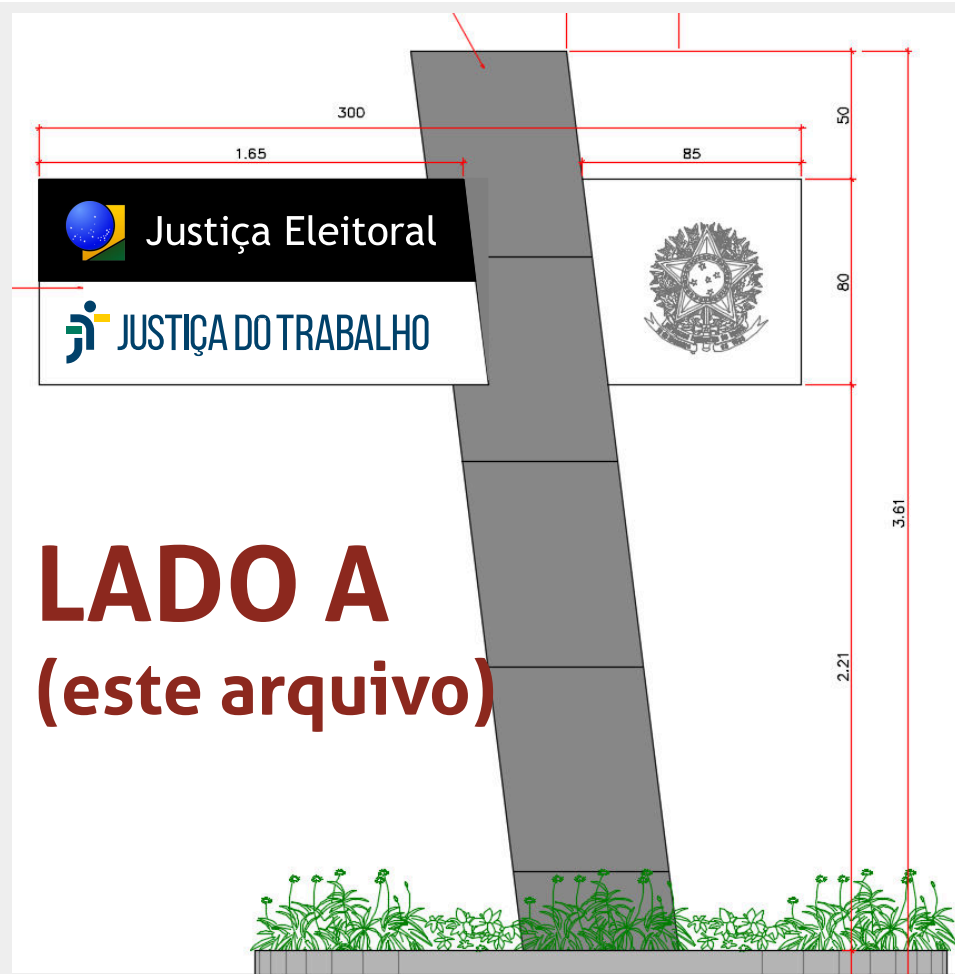 300
50
1.65
85
Justiça Eleitoral
80
JUSTIÇA DO TRABALHO
3.61
LADO A
(este arquivo)
2.21